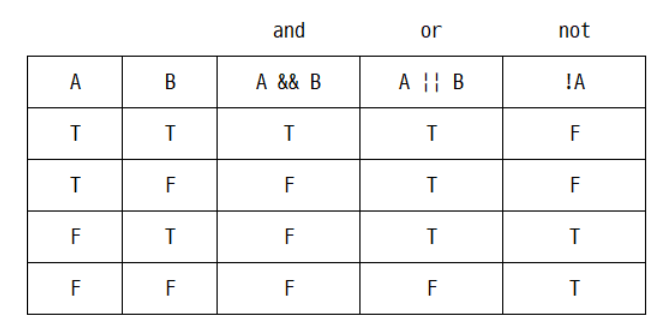 and or not
A B A && B A ¦¦ B !A
T T T T F
T F F T F
F T F T T
F F F F T